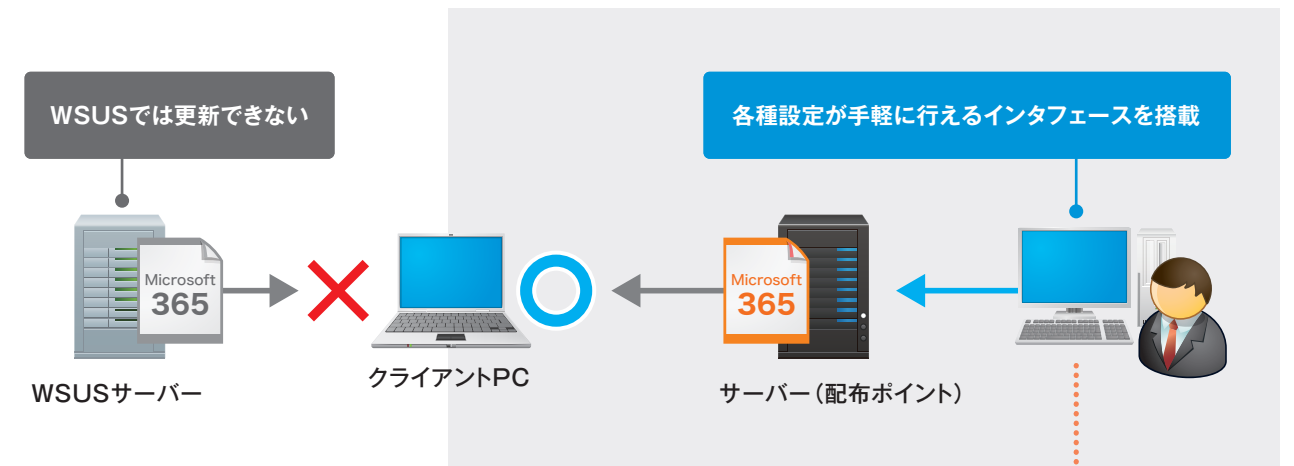 WSUSでは更新できない
各種設定が手軽に行えるインタフェースを搭載
Microsoft
365
Microsoft
365
WSUSサーバー
クライアントPC
サーバー（配布ポイント）